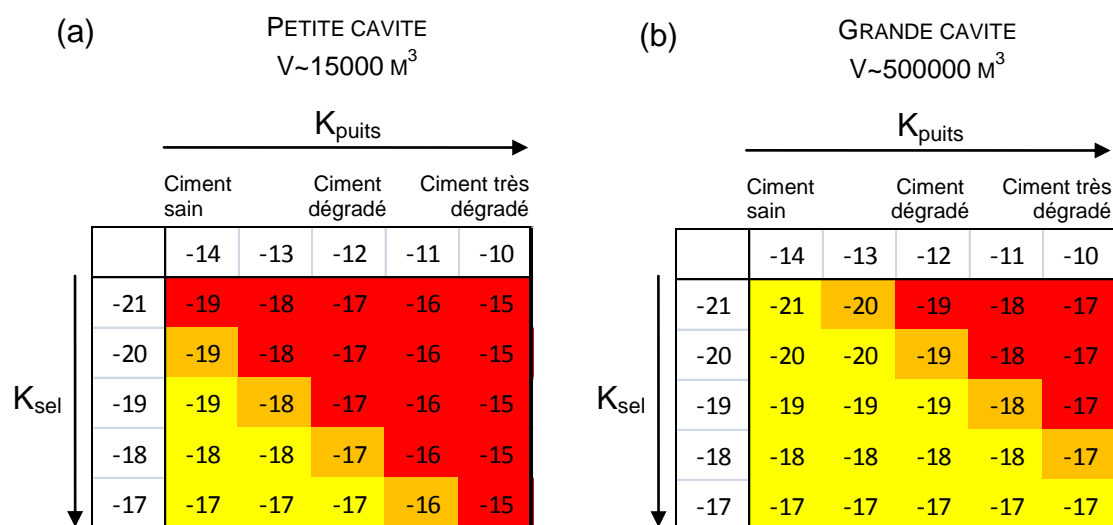 (a) PETITE CAVITE
V~15000 M³
K_puits
Ciment sain Ciment dégradé Ciment très dégradé
-14 -13 -12 -11 -10
K_sel
-21 -19 -18 -17 -16 -15
-20 -19 -18 -17 -16 -15
-19 -19 -18 -17 -16 -15
-18 -18 -18 -17 -16 -15
-17 -17 -17 -17 -16 -15
(b) GRANDE CAVITE
V~500000 M³
K_puits
Ciment sain Ciment dégradé Ciment très dégradé
-14 -13 -12 -11 -10
K_sel
-21 -21 -20 -19 -18 -17
-20 -20 -20 -19 -18 -17
-19 -19 -19 -19 -18 -17
-18 -18 -18 -18 -18 -17
-17 -17 -17 -17 -17 -17